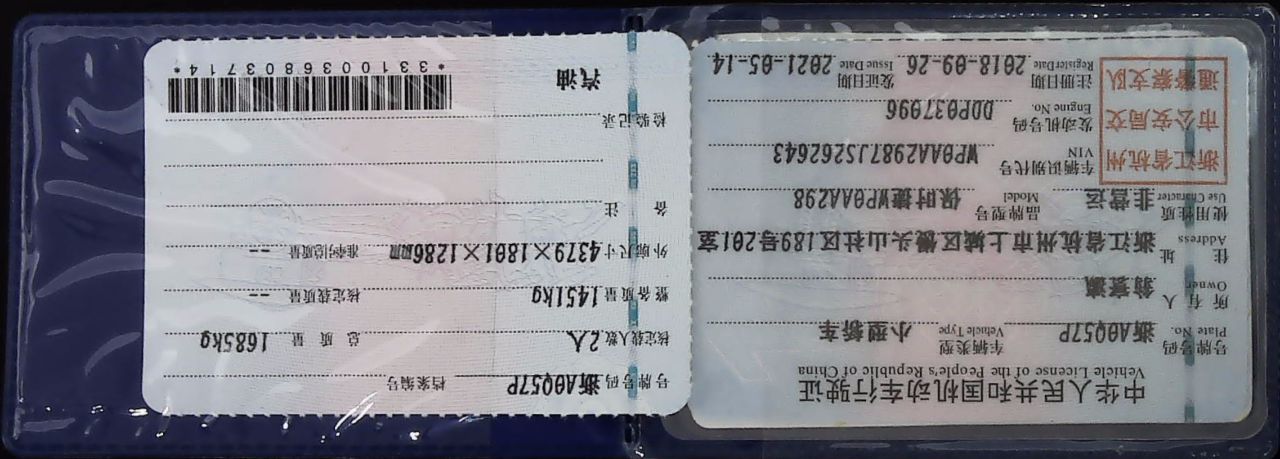 中华人民共和国机动车行驶证
Vehicle License of the People's Republic of China
号牌号码 浙A0Q57P 车辆类型 小型轿车
Plate No. Vehicle Type
所有人
Owner
住址 浙江省杭州市上城区馒头山社区189号201室
Address
使用性质 非营运 品牌型号 保时捷WP0AA298
Use Character Model
浙江省杭州
市公安局交
通警察支队
车辆识别代号 WP0AA2987JS262643
VIN
发动机号码 DDP037096
Engine No.
注册日期 2018-09-26 发证日期 2021-05-14
Register Date Issue Date
号牌号码 浙A0Q57P 档案编号
核定载人数 2人 总质量 1685kg
整备质量 1451kg 核定载质量 --
外廓尺寸 4379×1801×1286mm 准牵引总质量 --
备注
检验记录
汽油
*3310036803714*